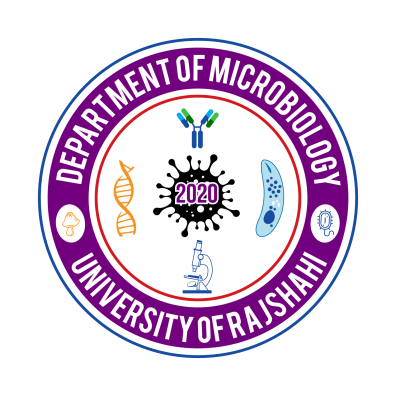 DEPARTMENT OF MICROBIOLOGY
2020
UNIVERSITY OF RAJSHAHI